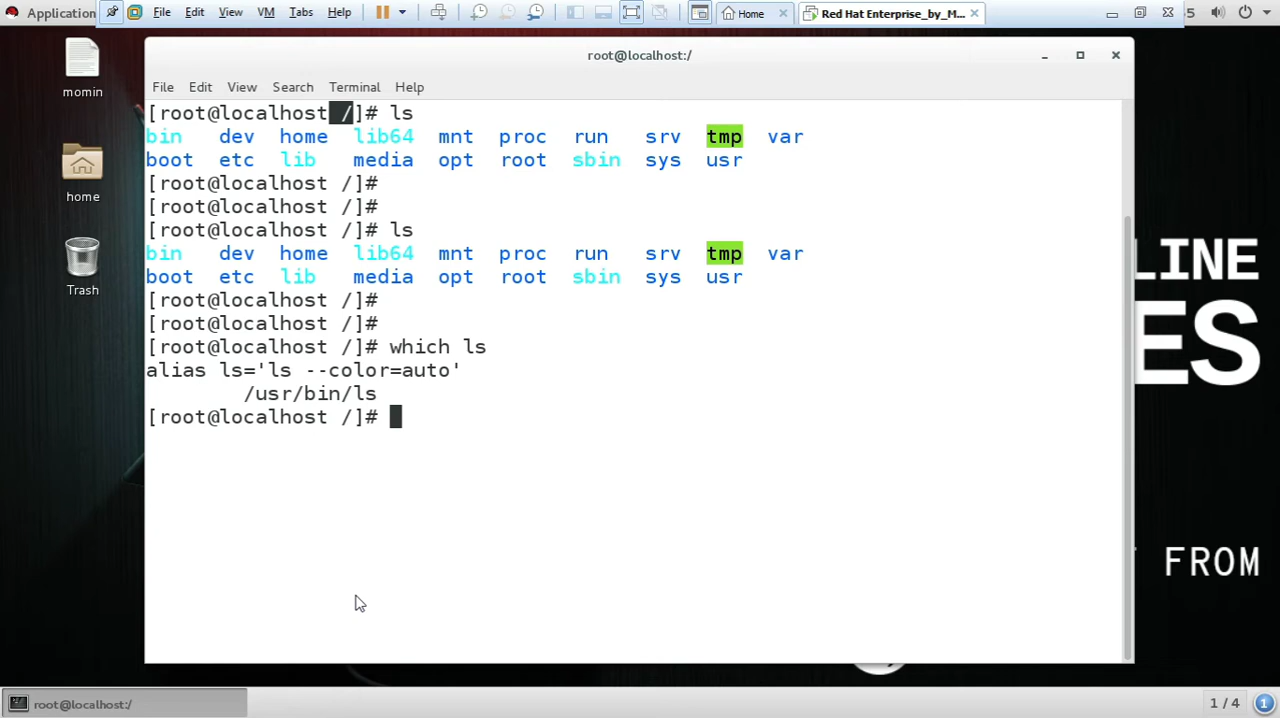 Application File Edit View VM Tabs Help Home Red Hat Enterprise_by_M... 5
root@localhost:/
File Edit View Search Terminal Help
momin
home
Trash
[root@localhost /]# ls
bin dev home lib64 mnt proc run srv tmp var
boot etc lib media opt root sbin sys usr
[root@localhost /]#
[root@localhost /]#
[root@localhost /]# ls
bin dev home lib64 mnt proc run srv tmp var
boot etc lib media opt root sbin sys usr
[root@localhost /]#
[root@localhost /]#
[root@localhost /]# which ls
alias ls='ls --color=auto'
/usr/bin/ls
[root@localhost /]#
LINE
ES
FROM
root@localhost:/
1 / 4
1